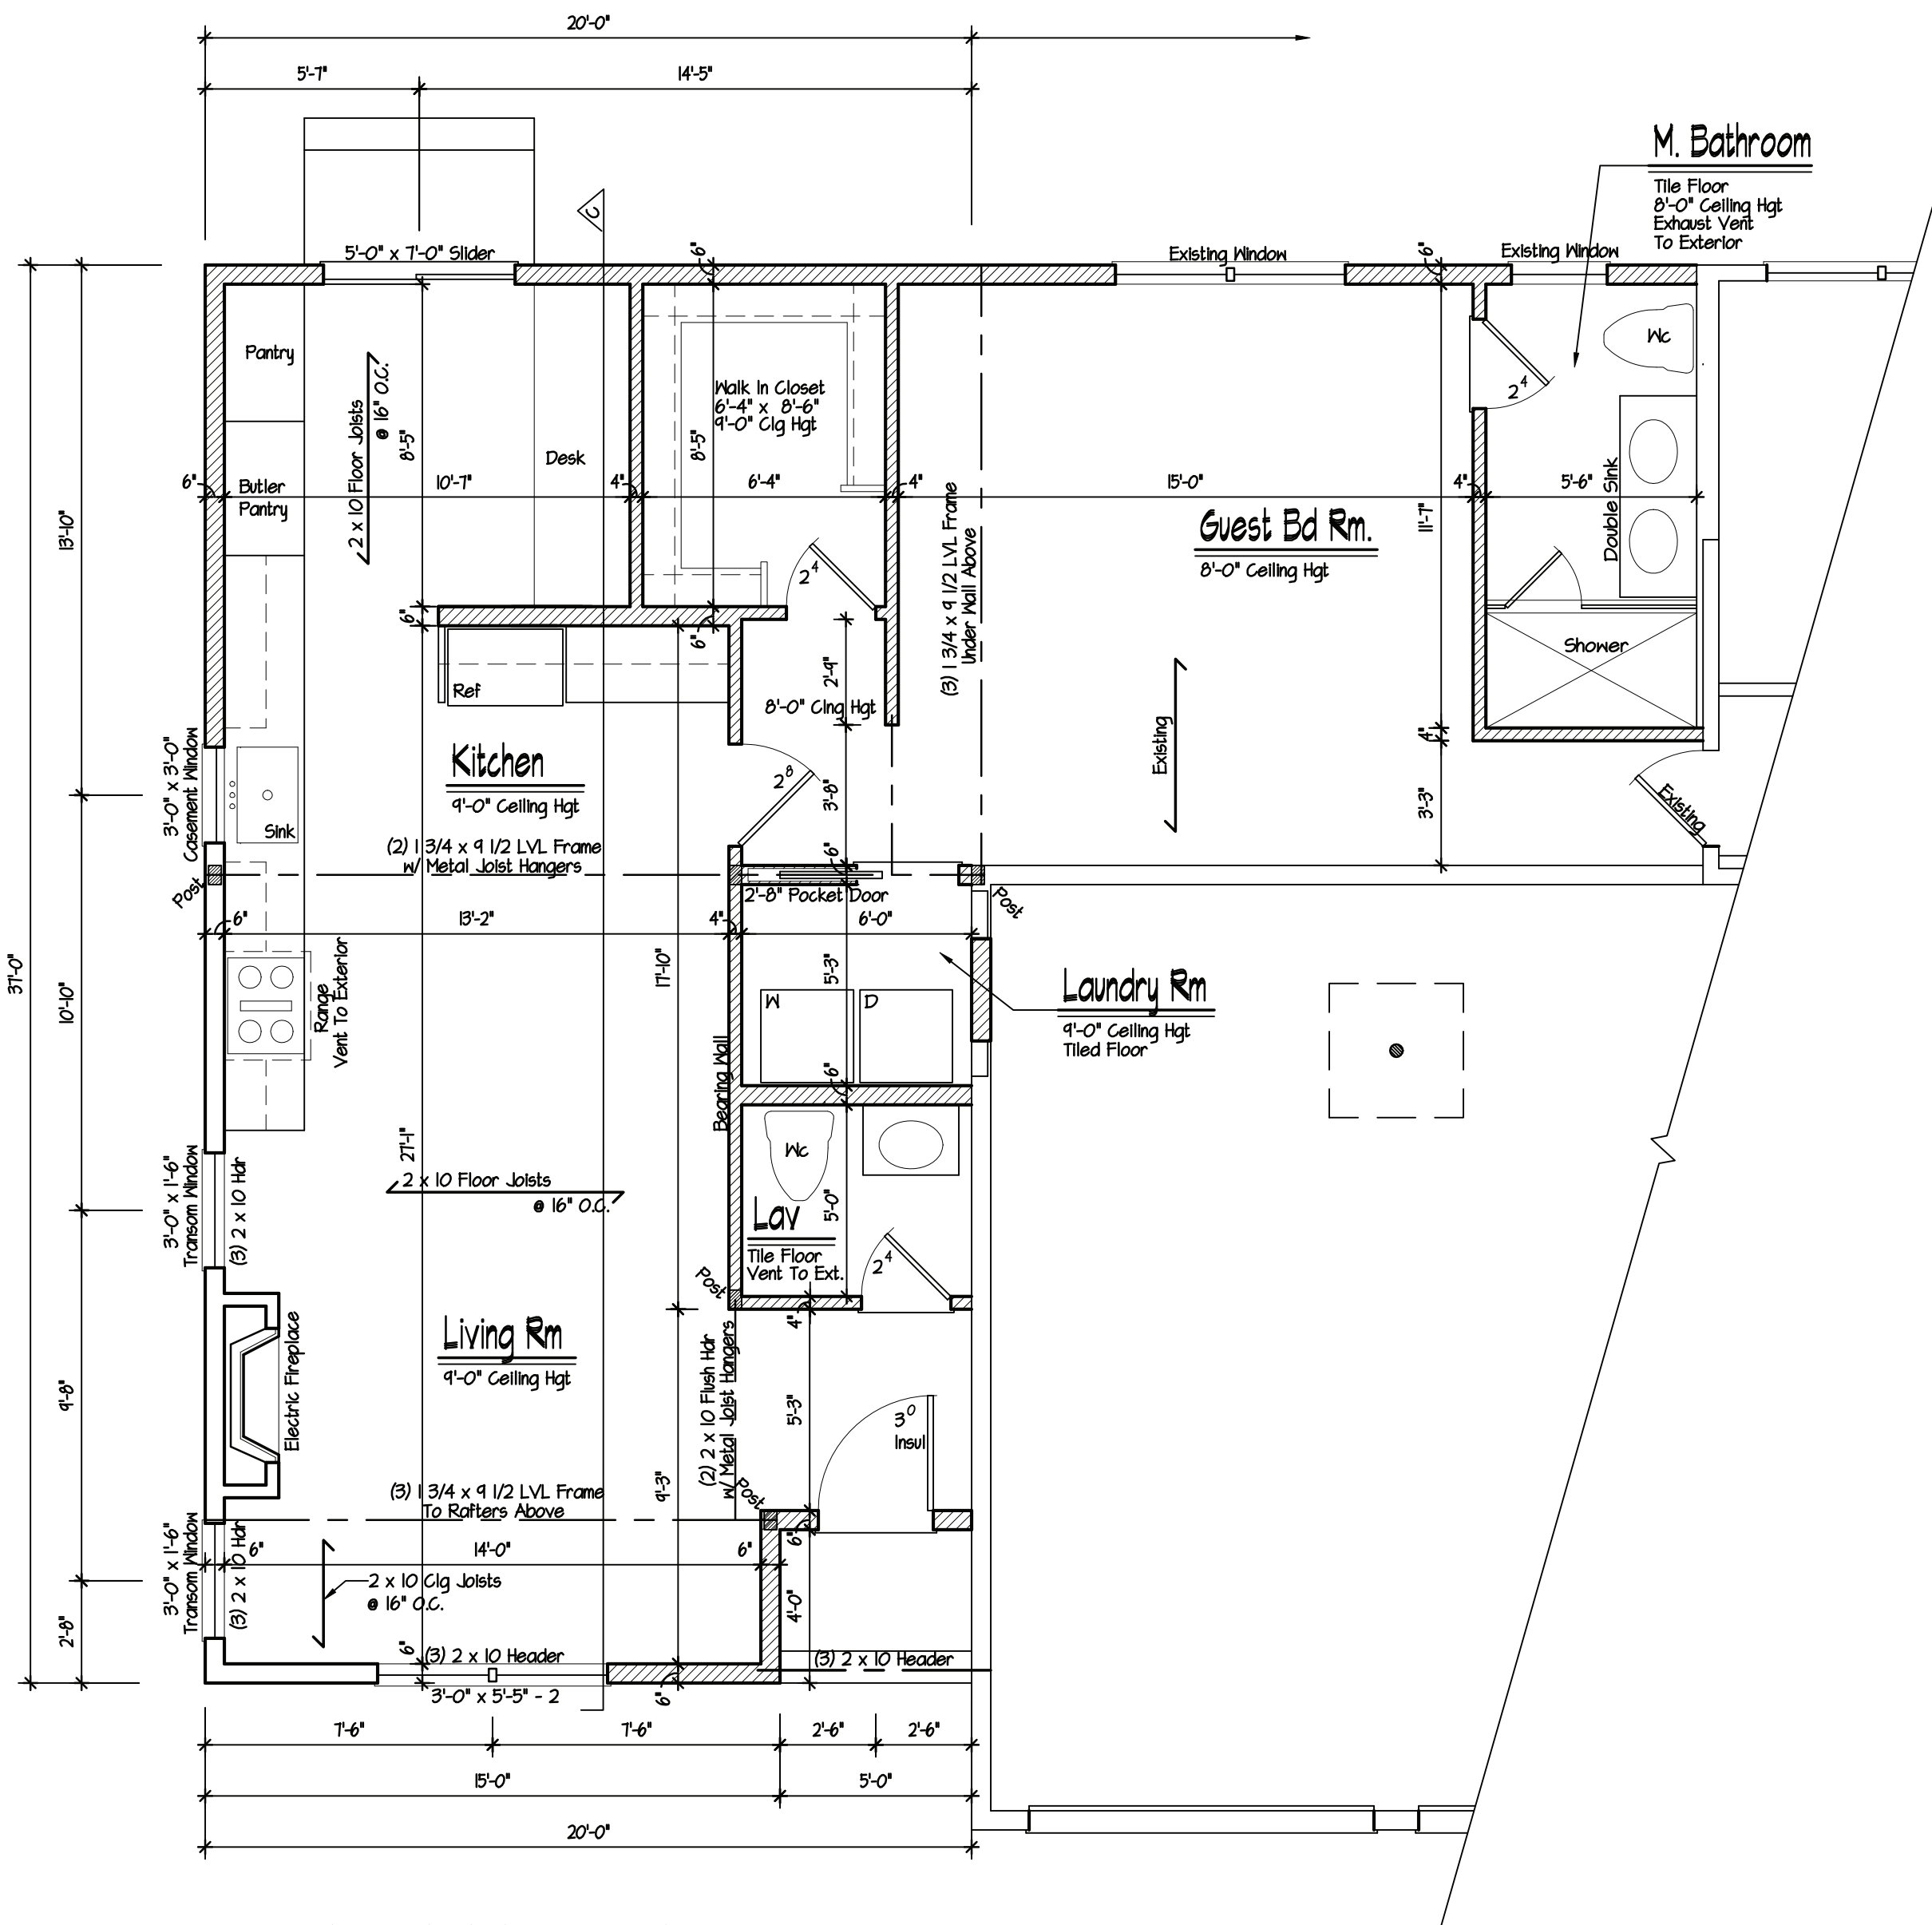 20'-0"
5'-7"
14'-5"
M. Bathroom
Tile Floor
8'-0" Ceiling Hgt
Exhaust Vent
To Exterior
C
5'-0" x 7'-0" Slider
6"
Existing Window
6"
Existing Window
Pantry
2 x 10 Floor Joists
@ 16" O.C.
8'-5"
Walk In Closet
6'-4" x 8'-6"
9'-0" Clg Hgt
8'-5"
Wc
2 4
Desk
6"
Butler
Pantry
10'-7"
4"
6'-4"
4"
15'-0"
4"
5'-6"
Double Sink
13'-10"
(3) 1 3/4 x 9 1/2 LVL Frame
Under Wall Above
Guest Bd Rm.
8'-0" Ceiling Hgt
11'-7"
2 4
6"
6"
Ref
2'-9"
8'-0" Clng Hgt
Shower
Existing
4"
3'-0" x 3'-0"
Casement Window
Kitchen
9'-0" Ceiling Hgt
2 8
3'-8"
3'-3"
Existing
Sink
(2) 1 3/4 x 9 1/2 LVL Frame
w/ Metal Joist Hangers
6"
Post
2'-8" Pocket Door
Post
6"
13'-2"
4"
6'-0"
37'-0"
10'-10"
Range
Vent To Exterior
17'-10"
5'-3"
W
D
Laundry Rm
9'-0" Ceiling Hgt
Tiled Floor
Bearing Wall
6"
27'-1"
Wc
3'-0" x 1'-6"
Transom Window
(3) 2 x 10 Hdr
2 x 10 Floor Joists
@ 16" O.C.
5'-0"
Lav
Tile Floor
Vent To Ext.
2 4
Post
4"
Electric Fireplace
Living Rm
9'-0" Ceiling Hgt
9'-8"
(2) 2 x 10 Flush Hdr
w/ Metal Joist Hangers
5'-3"
3 0
Insul
9'-3"
Post
(3) 1 3/4 x 9 1/2 LVL Frame
To Rafters Above
3'-0" x 1'-6"
Transom Window
(3) 2 x 10 Hdr
6"
14'-0"
6"
6"
2 x 10 Clg Joists
@ 16" O.C.
4'-0"
2'-8"
6"
(3) 2 x 10 Header
(3) 2 x 10 Header
3'-0" x 5'-5" - 2
6"
7'-6"
7'-6"
2'-6"
2'-6"
15'-0"
5'-0"
20'-0"